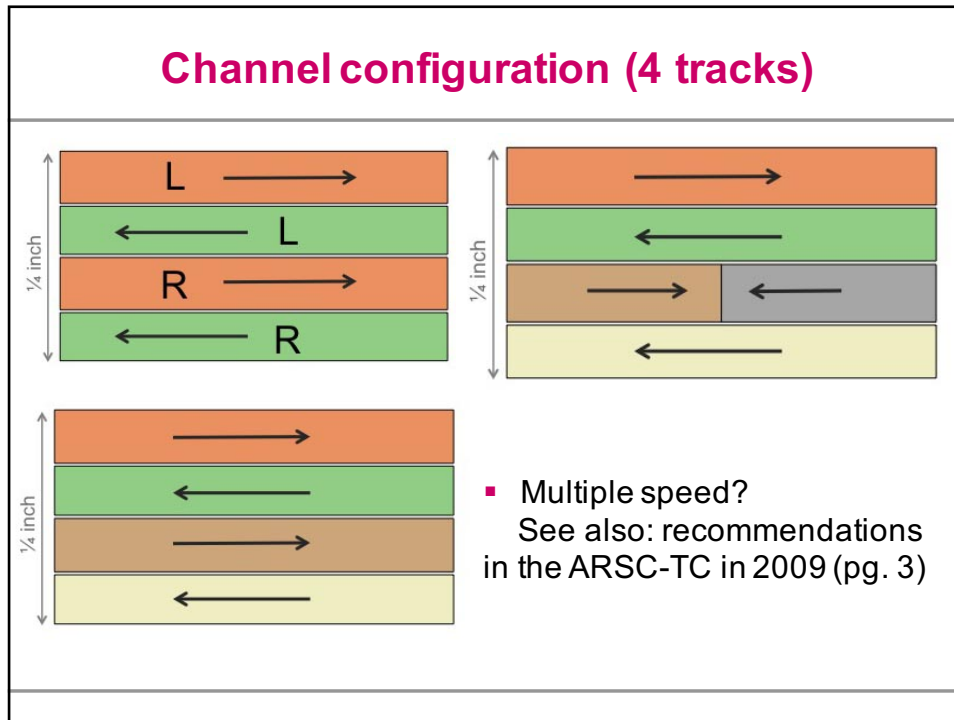 Channel configuration (4 tracks)
¼ inch
L
L
R
R
¼ inch
¼ inch
▪ Multiple speed?
See also: recommendations
in the ARSC-TC in 2009 (pg. 3)